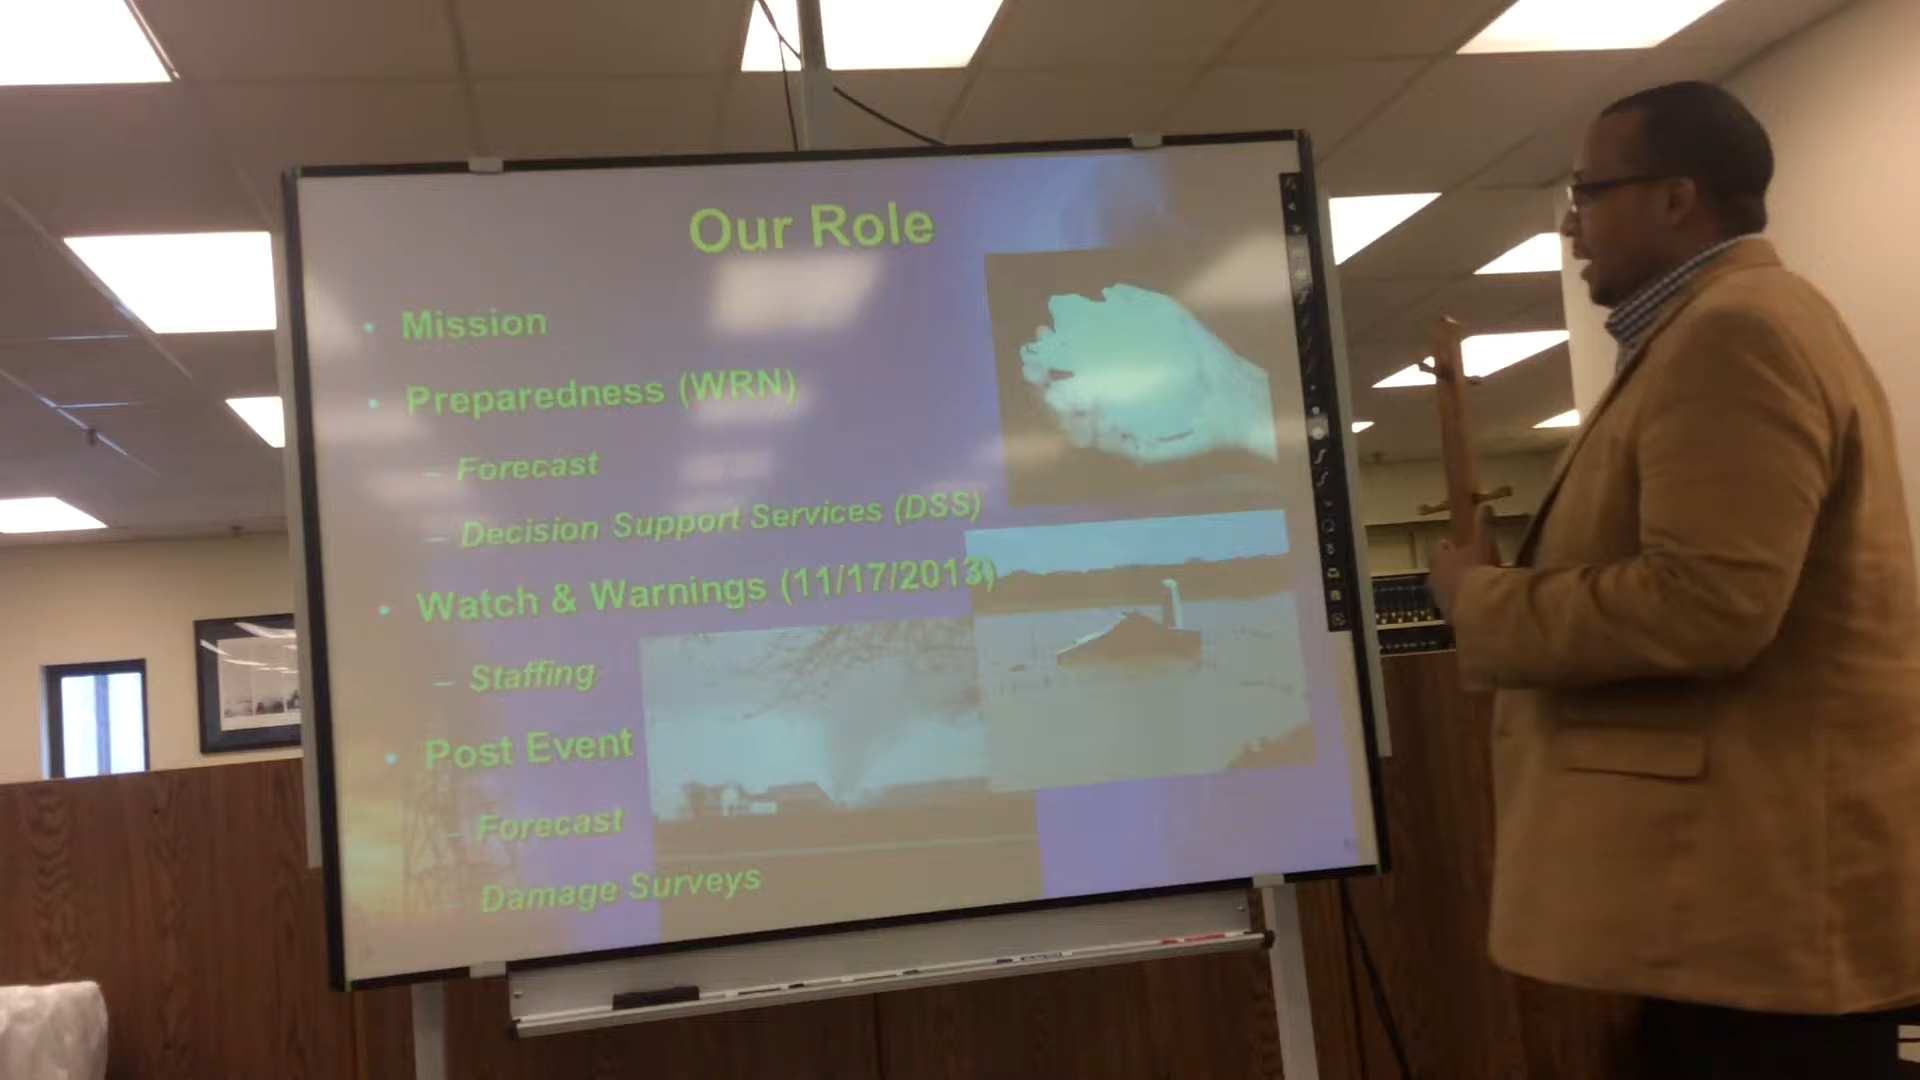 Our Role
• Mission
• Preparedness (WRN)
– Forecast
– Decision Support Services (DSS)
• Watch & Warnings (11/17/2013)
– Staffing
• Post Event
– Forecast
– Damage Surveys